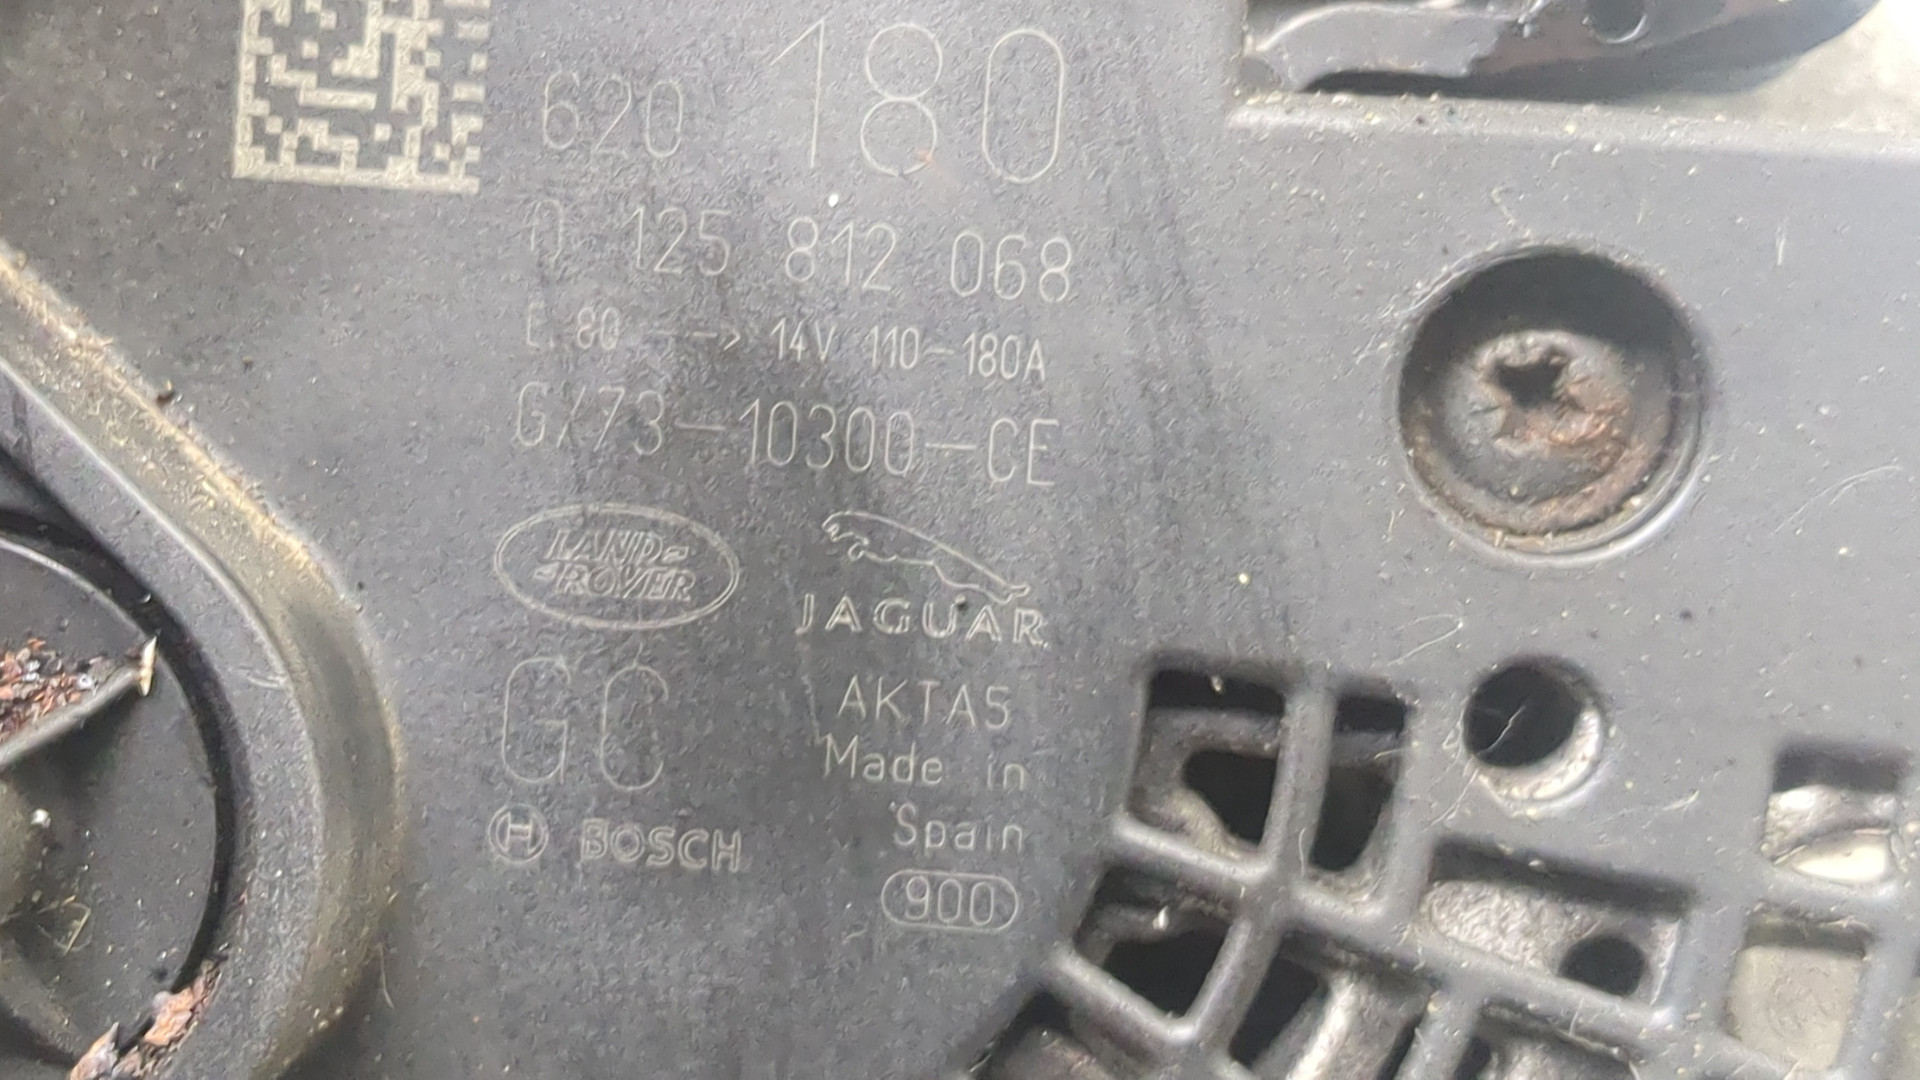 620 180
0 125 812 068
E 80 --> 14V 110-180A
GX73-10300-CE
LAND-
-ROVER
JAGUAR
GC
AKTAS
Made in
Spain
H BOSCH
900